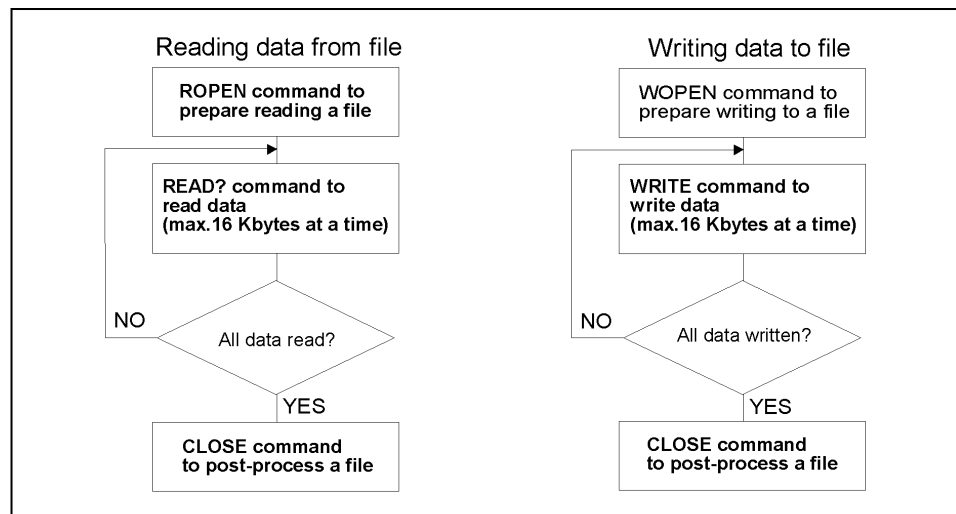 Reading data from file
ROPEN command to
prepare reading a file
READ? command to
read data
(max.16 Kbytes at a time)
NO
All data read?
YES
CLOSE command
to post-process a file
Writing data to file
WOPEN command to
prepare writing to a file
WRITE command to
write data
(max.16 Kbytes at a time)
NO
All data written?
YES
CLOSE command
to post-process a file